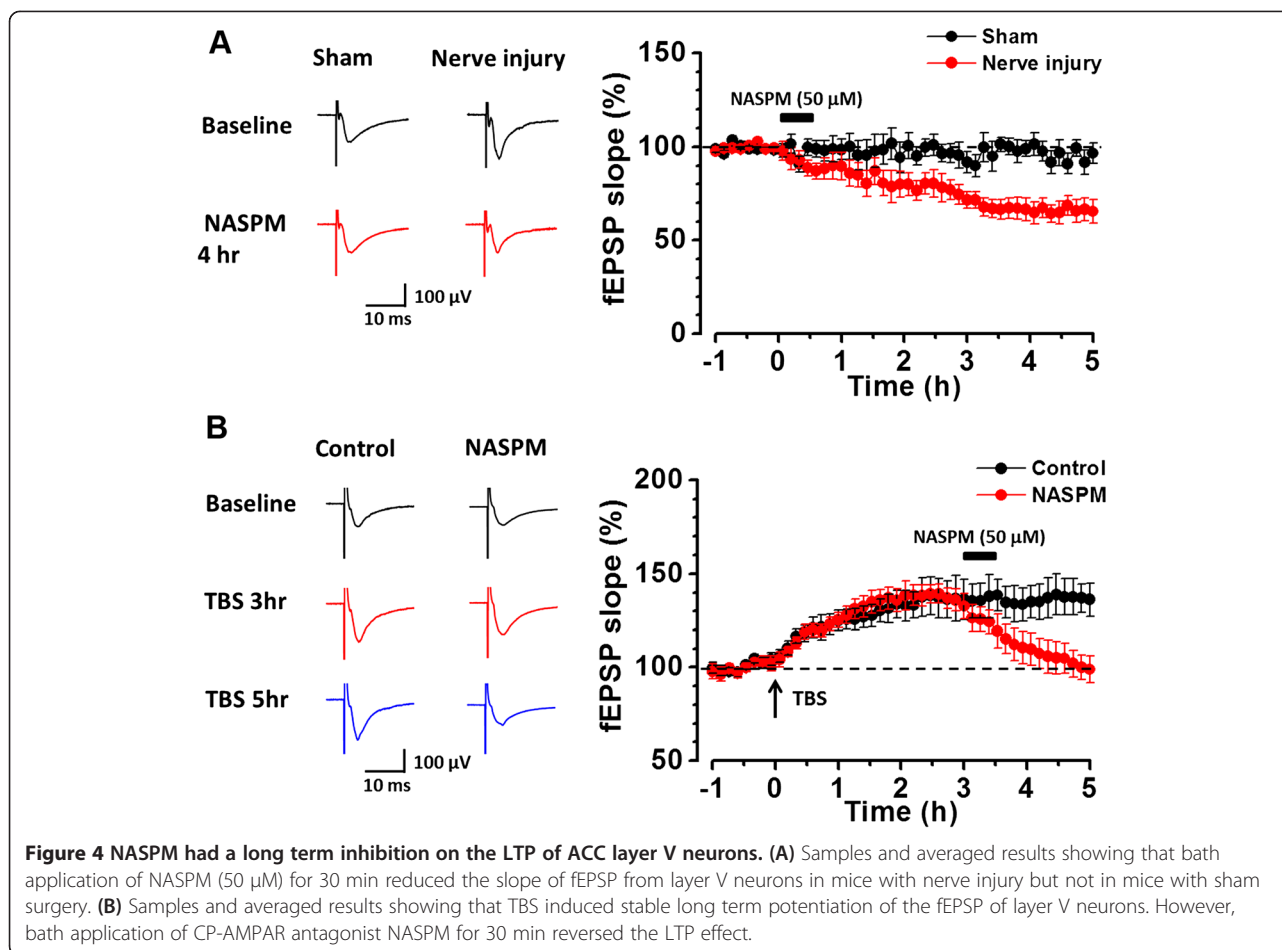 A
Sham Nerve injury
Baseline
NASPM
4 hr
100 µV
10 ms
Sham
Nerve injury
NASPM (50 µM)
fEPSP slope (%)
150
100
50
0
-1 0 1 2 3 4 5
Time (h)
B
Control NASPM
Baseline
TBS 3hr
TBS 5hr
100 µV
10 ms
Control
NASPM
NASPM (50 µM)
fEPSP slope (%)
200
150
100
50
TBS
-1 0 1 2 3 4 5
Time (h)
Figure 4 NASPM had a long term inhibition on the LTP of ACC layer V neurons. (A) Samples and averaged results showing that bath
application of NASPM (50 µM) for 30 min reduced the slope of fEPSP from layer V neurons in mice with nerve injury but not in mice with sham
surgery. (B) Samples and averaged results showing that TBS induced stable long term potentiation of the fEPSP of layer V neurons. However,
bath application of CP-AMPAR antagonist NASPM for 30 min reversed the LTP effect.